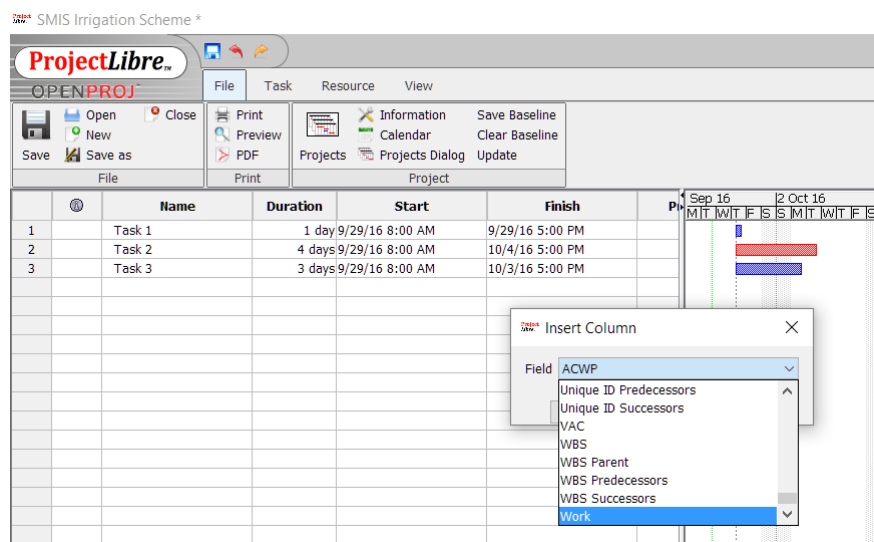 SMIS Irrigation Scheme *
ProjectLibre™
OPENPROJ
File Task Resource View
Open Close Print Information Save Baseline
New Preview Calendar Clear Baseline
Save Save as PDF Projects Projects Dialog Update
File Print Project
Name Duration Start Finish
Sep 16 2 Oct 16
M T W T F S S M T W T F S
1 Task 1 1 day 9/29/16 8:00 AM 9/29/16 5:00 PM
2 Task 2 4 days 9/29/16 8:00 AM 10/4/16 5:00 PM
3 Task 3 3 days 9/29/16 8:00 AM 10/3/16 5:00 PM
Insert Column
Field ACWP
Unique ID Predecessors
Unique ID Successors
VAC
WBS
WBS Parent
WBS Predecessors
WBS Successors
Work